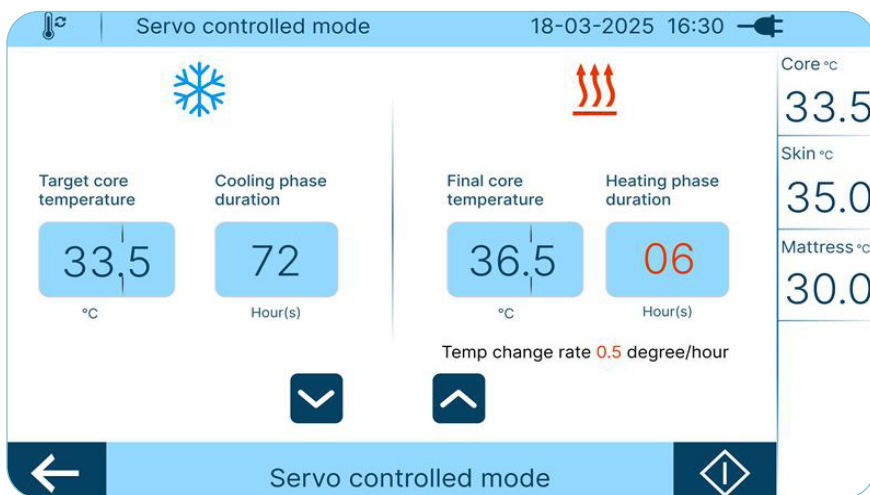 Servo controlled mode 18-03-2025 16:30
Core °C
33.5
Skin °C
35.0
Mattress °C
30.0
Target core temperature
33.5
°C
Cooling phase duration
72
Hour(s)
Final core temperature
36.5
°C
Heating phase duration
06
Hour(s)
Temp change rate 0.5 degree/hour
Servo controlled mode